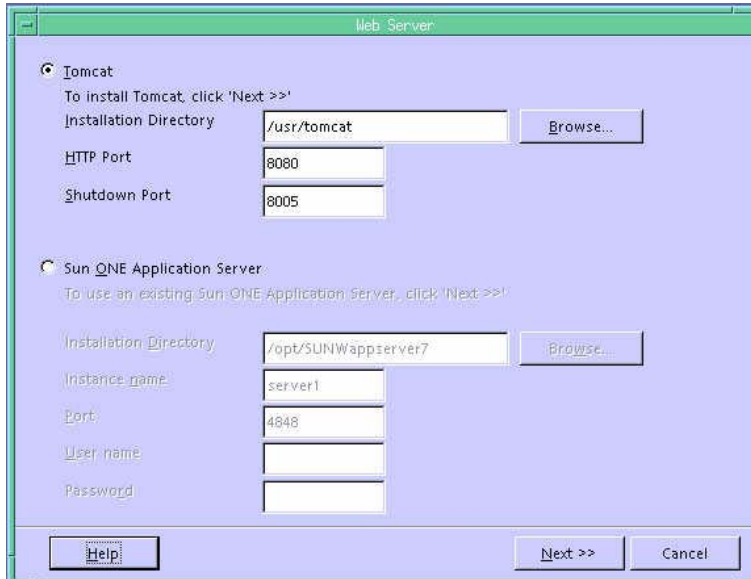 Web Server
Tomcat
To install Tomcat, click 'Next >>'
Installation Directory /usr/tomcat Browse...
HTTP Port 8080
Shutdown Port 8005
Sun ONE Application Server
To use an existing Sun ONE Application Server, click 'Next >>'
Installation Directory /opt/SUNWappserver7 Browse...
Instance name server1
Port 4848
User name
Password
Help Next >> Cancel